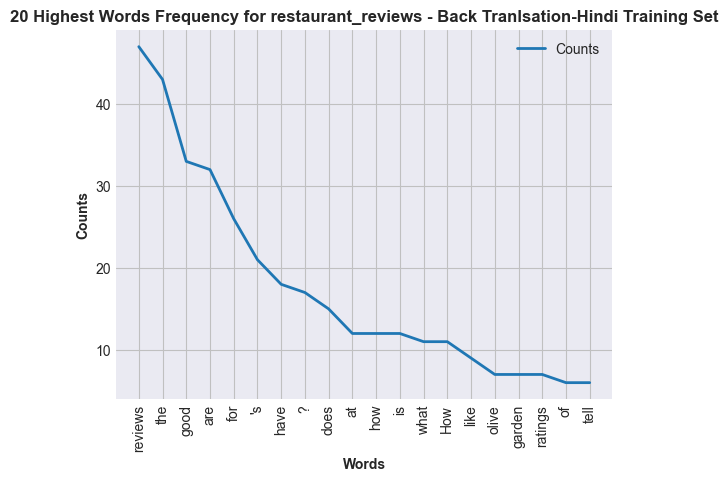 20 Highest Words Frequency for restaurant_reviews - Back Tranlsation-Hindi Training Set
Counts
40
30
20
10
Counts
reviews
the
good
are
for
's
have
?
does
at
how
is
what
How
like
olive
garden
ratings
of
tell
Words